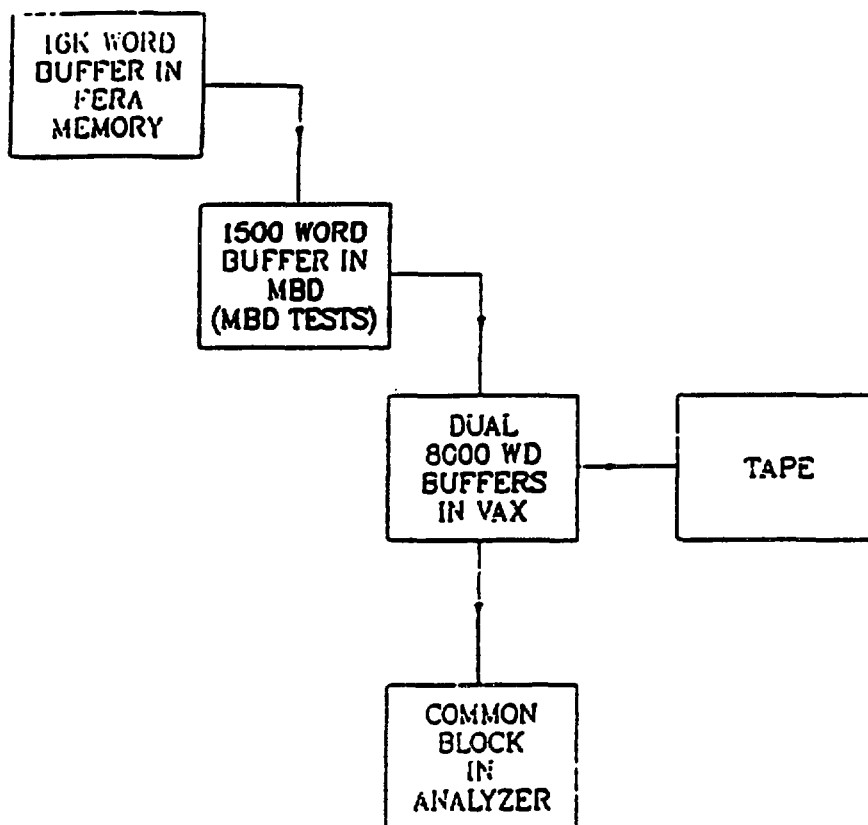 16K WORD
BUFFER IN
FERA
MEMORY
1500 WORD
BUFFER IN
MBD
(MBD TESTS)
DUAL
8000 WD
BUFFERS
IN VAX
TAPE
COMMON
BLOCK
IN
ANALYZER